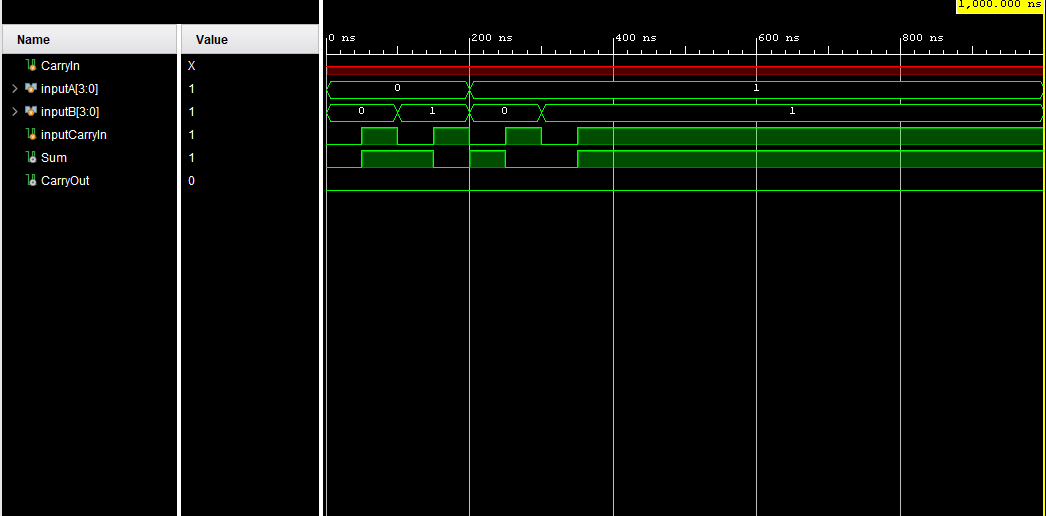 1,000.000 ns
Name Value
0 ns 200 ns 400 ns 600 ns 800 ns
CarryIn X
inputA[3:0] 1 0 1
inputB[3:0] 1 0 1 0 1
inputCarryIn 1
Sum 1
CarryOut 0